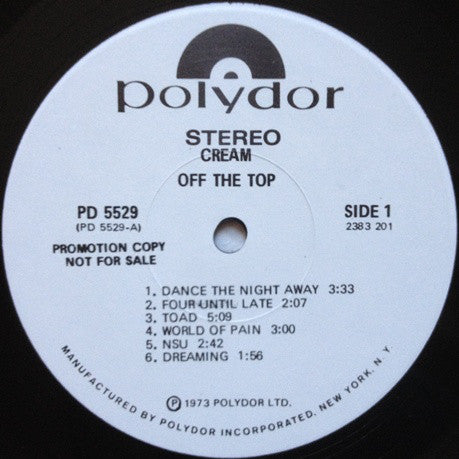 polydor
STEREO
CREAM
OFF THE TOP
PD 5529
(PD 5529-A)
PROMOTION COPY
NOT FOR SALE
SIDE 1
2383 201
1. DANCE THE NIGHT AWAY 3:33
2. FOUR UNTIL LATE 2:07
3. TOAD 5:09
4. WORLD OF PAIN 3:00
5. NSU 2:42
6. DREAMING 1:56
Ⓟ 1973 POLYDOR LTD.
MANUFACTURED BY POLYDOR INCORPORATED, NEW YORK, N. Y.